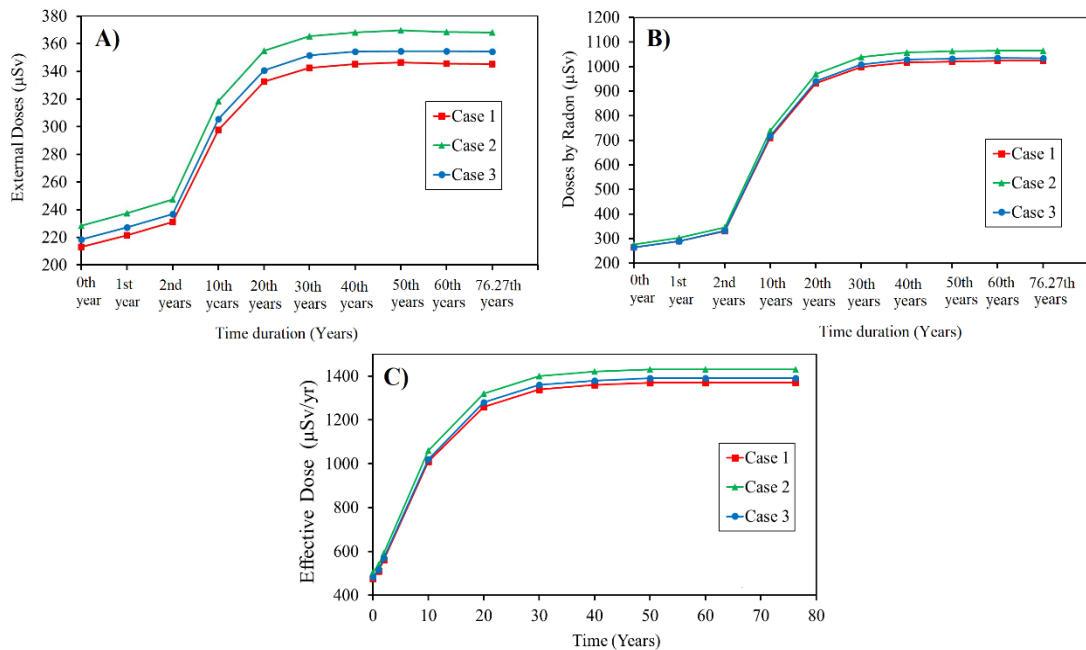 A)
External Doses (µSv)
380
360
340
320
300
280
260
240
220
200
Case 1
Case 2
Case 3
0th 1st 2nd 10th 20th 30th 40th 50th 60th 76.27th
year year years years years years years years years years
Time duration (Years)
B)
Doses by Radon (µSv)
1200
1100
1000
900
800
700
600
500
400
300
200
Case 1
Case 2
Case 3
0th 1st 2nd 10th 20th 30th 40th 50th 60th 76.27th
year year years years years years years years years years
Time duration (Years)
C)
Effective Dose (µSv/yr)
1400
1200
1000
800
600
400
Case 1
Case 2
Case 3
0 10 20 30 40 50 60 70 80
Time (Years)